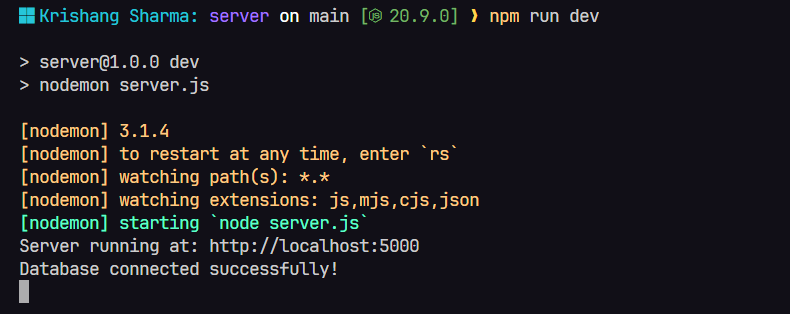 Krishang Sharma: server on main [20.9.0] ❱ npm run dev
> server@1.0.0 dev
> nodemon server.js
[nodemon] 3.1.4
[nodemon] to restart at any time, enter `rs`
[nodemon] watching path(s): *.*
[nodemon] watching extensions: js,mjs,cjs,json
[nodemon] starting `node server.js`
Server running at: http://localhost:5000
Database connected successfully!